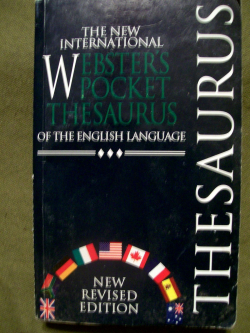 THE NEW
INTERNATIONAL
WEBSTER'S
POCKET
THESAURUS
OF THE ENGLISH LANGUAGE
NEW
REVISED
EDITION
THESAURUS